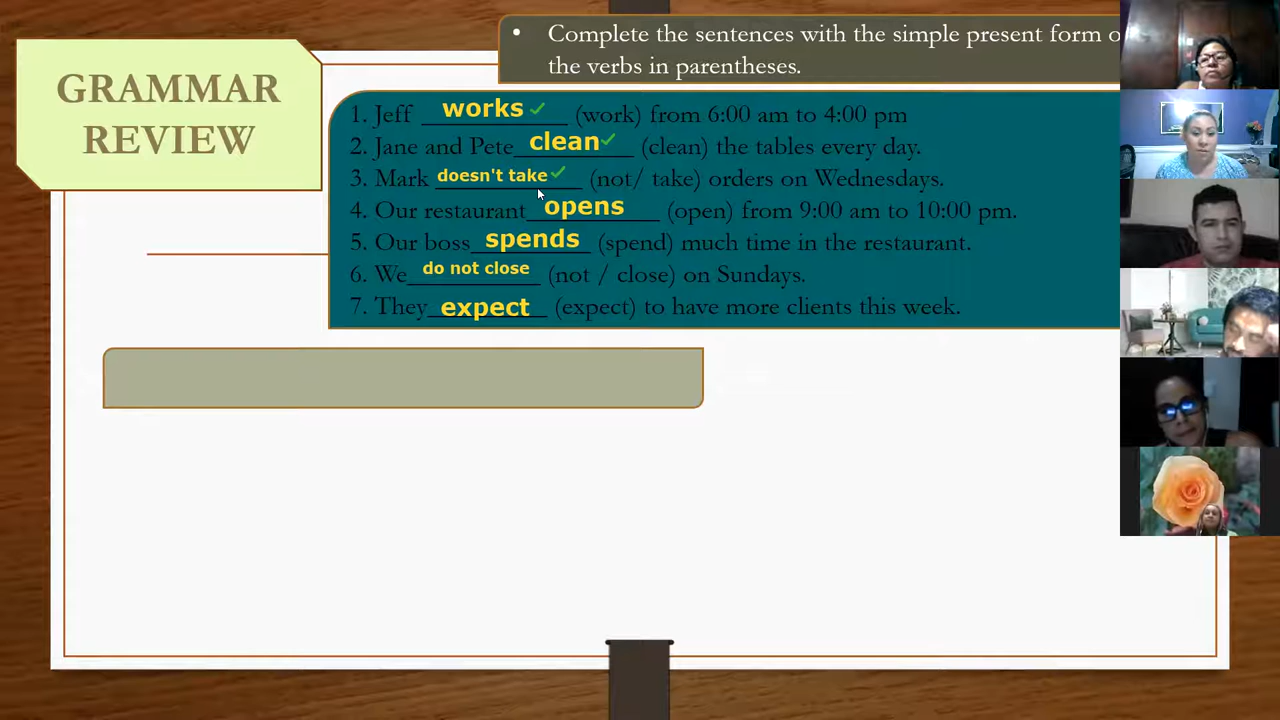 GRAMMAR
REVIEW
• Complete the sentences with the simple present form
the verbs in parentheses.
1. Jeff works ✓ (work) from 6:00 am to 4:00 pm
2. Jane and Pete clean ✓ (clean) the tables every day.
3. Mark doesn't take ✓ (not/ take) orders on Wednesdays.
4. Our restaurant opens (open) from 9:00 am to 10:00 pm.
5. Our boss spends (spend) much time in the restaurant.
6. We do not close (not / close) on Sundays.
7. They expect (expect) to have more clients this week.